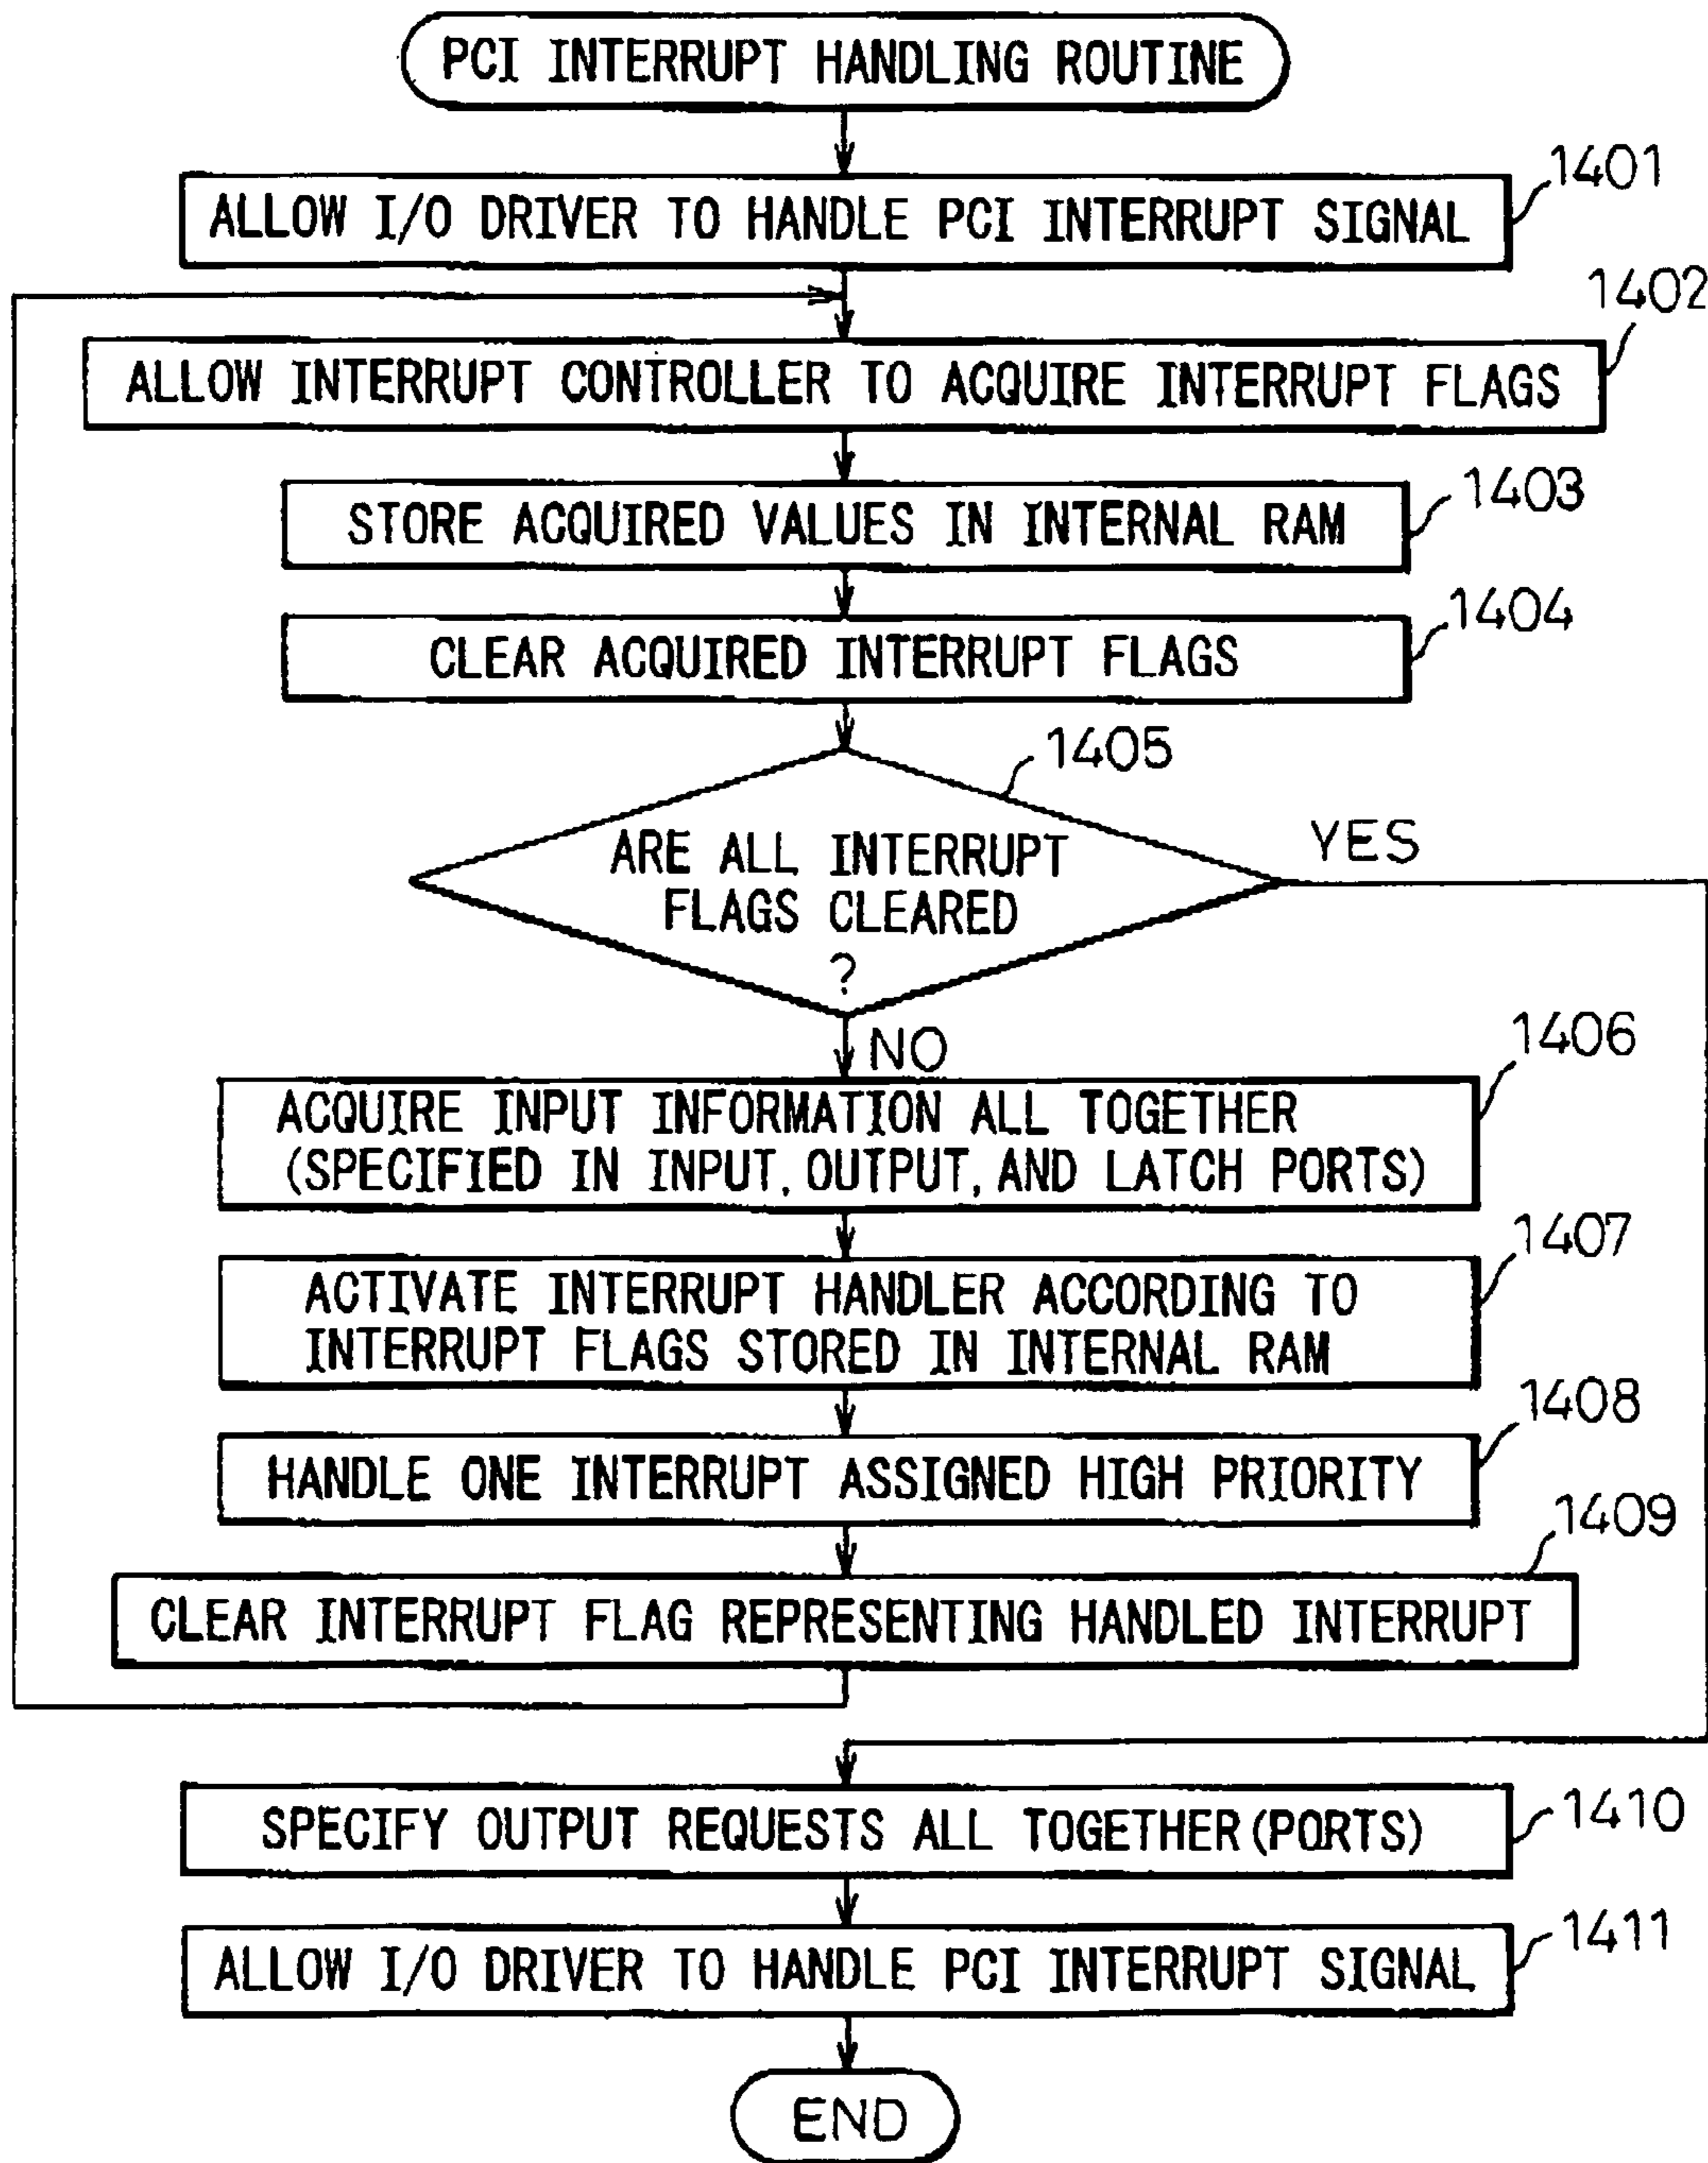 PCI INTERRUPT HANDLING ROUTINE
1401
ALLOW I/O DRIVER TO HANDLE PCI INTERRUPT SIGNAL
1402
ALLOW INTERRUPT CONTROLLER TO ACQUIRE INTERRUPT FLAGS
1403
STORE ACQUIRED VALUES IN INTERNAL RAM
1404
CLEAR ACQUIRED INTERRUPT FLAGS
1405
ARE ALL INTERRUPT
FLAGS CLEARED
?
YES
NO
1406
ACQUIRE INPUT INFORMATION ALL TOGETHER
(SPECIFIED IN INPUT, OUTPUT, AND LATCH PORTS)
1407
ACTIVATE INTERRUPT HANDLER ACCORDING TO
INTERRUPT FLAGS STORED IN INTERNAL RAM
1408
HANDLE ONE INTERRUPT ASSIGNED HIGH PRIORITY
1409
CLEAR INTERRUPT FLAG REPRESENTING HANDLED INTERRUPT
SPECIFY OUTPUT REQUESTS ALL TOGETHER (PORTS)
1410
ALLOW I/O DRIVER TO HANDLE PCI INTERRUPT SIGNAL
1411
END